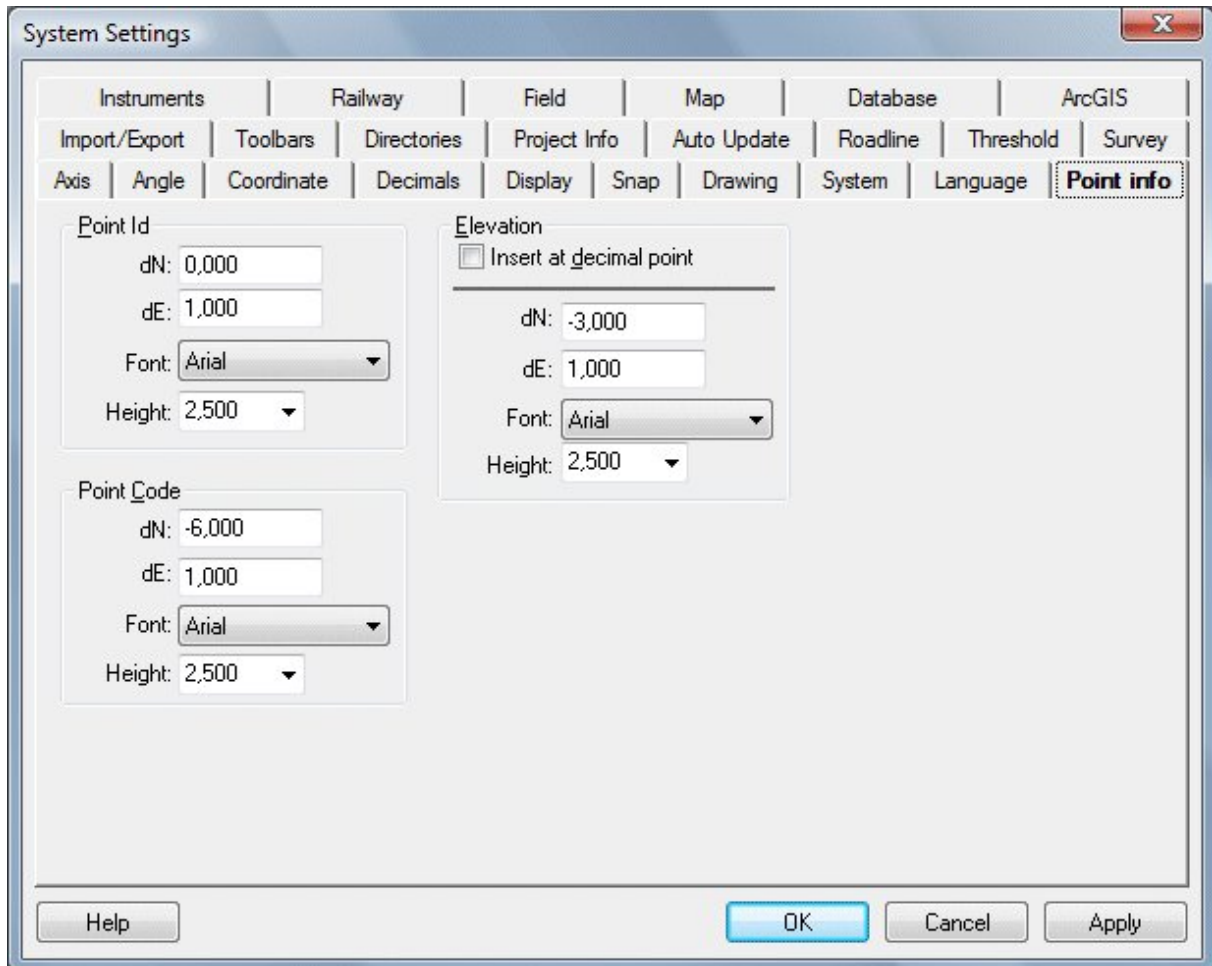 System Settings
Instruments Railway Field Map Database ArcGIS
Import/Export Toolbars Directories Project Info Auto Update Roadline Threshold Survey
Axis Angle Coordinate Decimals Display Snap Drawing System Language Point info
Point Id
dN: 0,000
dE: 1,000
Font: Arial
Height: 2,500
Point Code
dN: -6,000
dE: 1,000
Font: Arial
Height: 2,500
Elevation
Insert at decimal point
dN: -3,000
dE: 1,000
Font: Arial
Height: 2,500
Help OK Cancel Apply